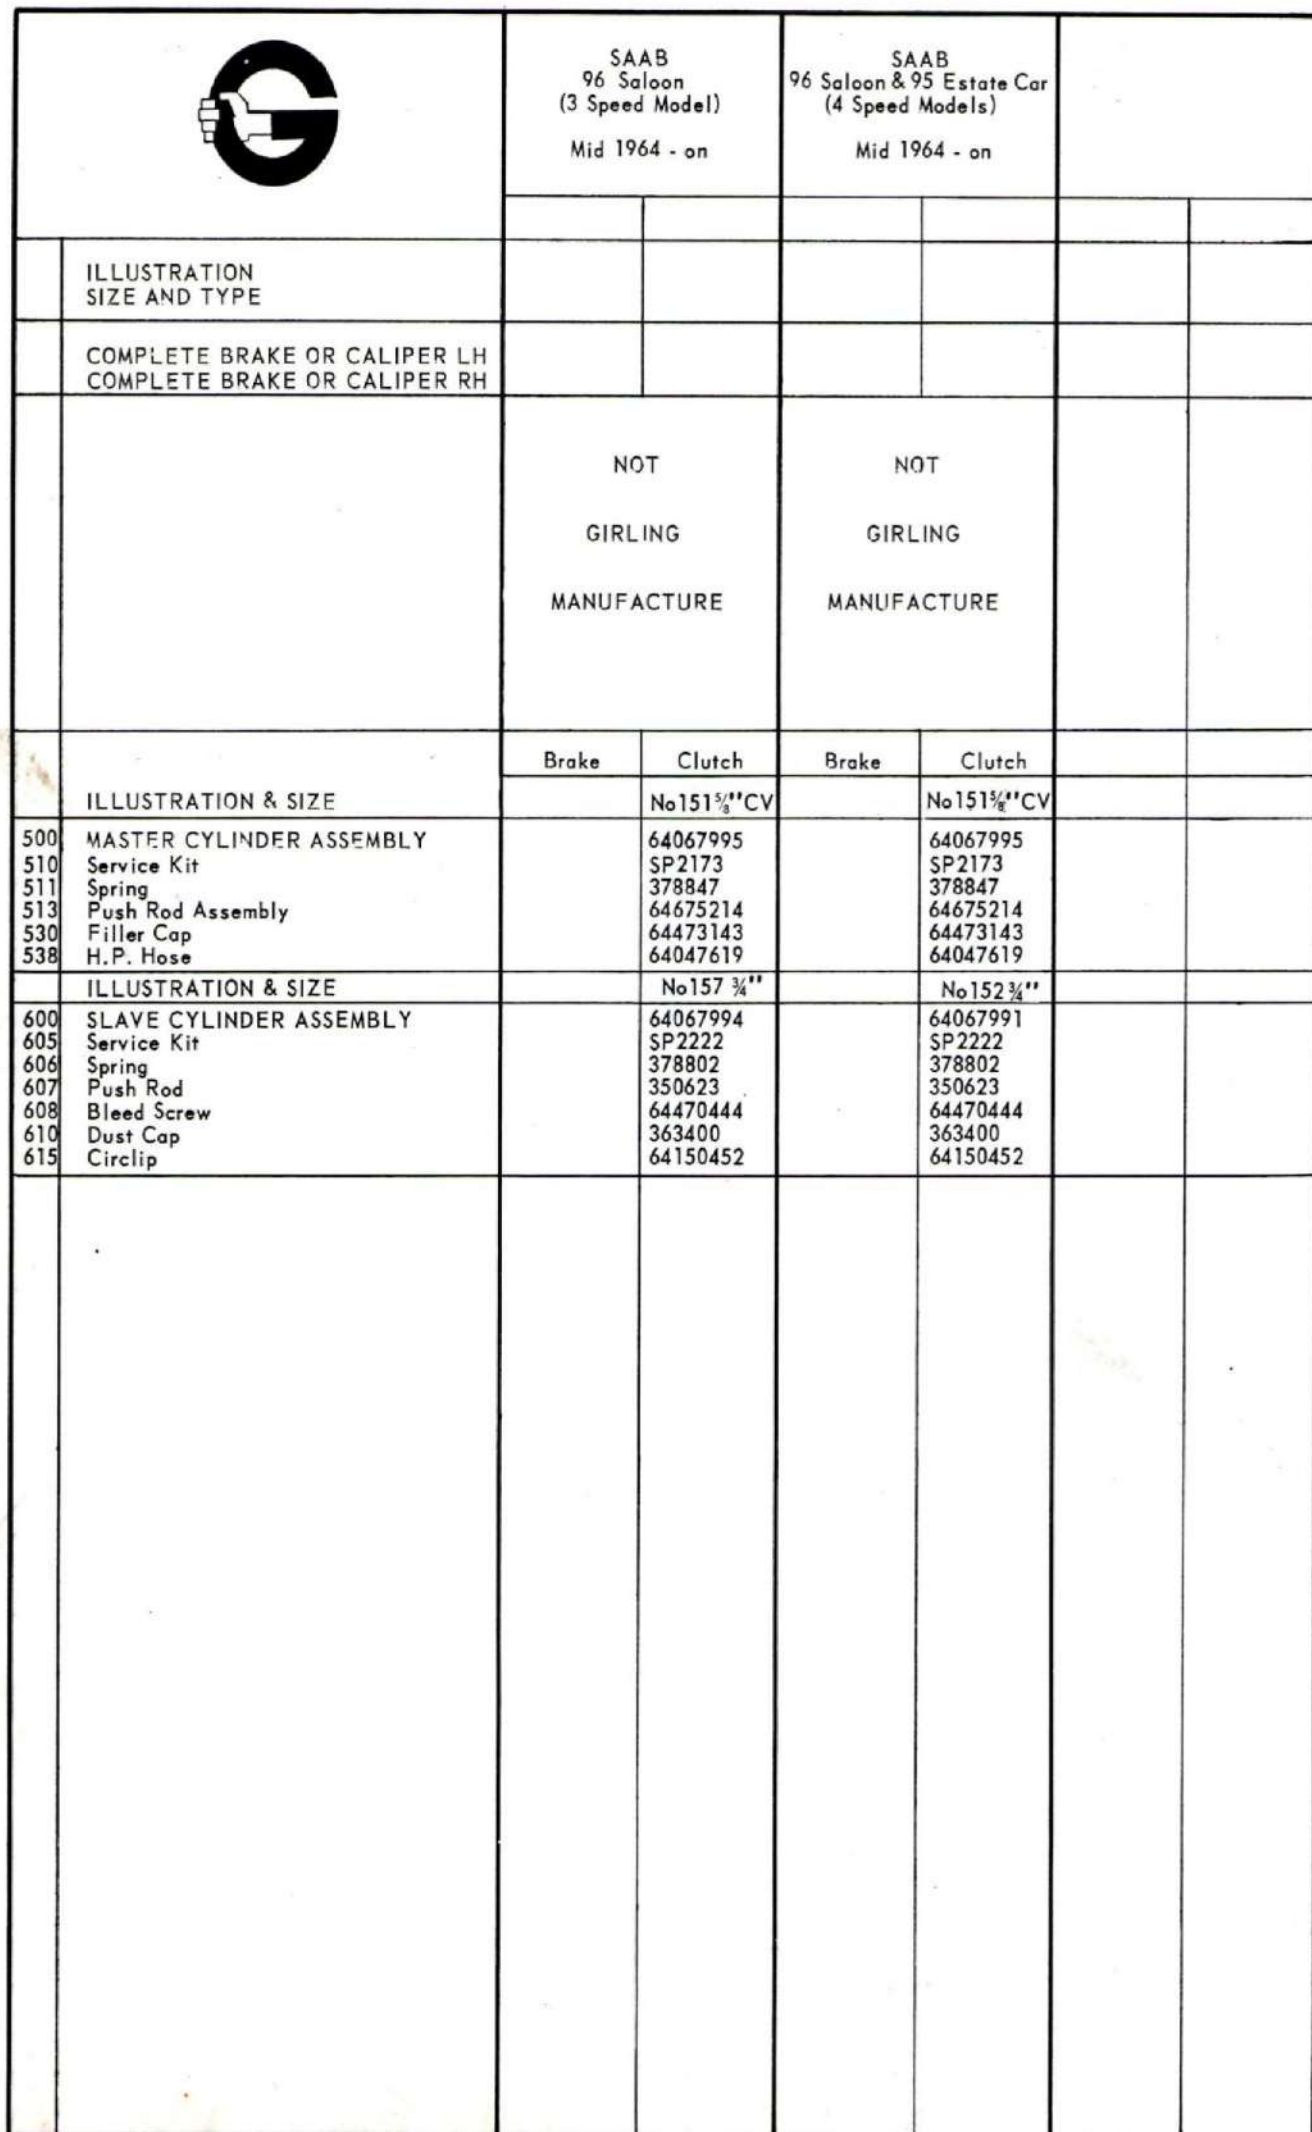 SAAB
96 Saloon
(3 Speed Model)
Mid 1964 - on
SAAB
96 Saloon & 95 Estate Car
(4 Speed Models)
Mid 1964 - on
ILLUSTRATION
SIZE AND TYPE
COMPLETE BRAKE OR CALIPER LH
COMPLETE BRAKE OR CALIPER RH
NOT NOT
GIRLING GIRLING
MANUFACTURE MANUFACTURE
Brake Clutch Brake Clutch
ILLUSTRATION & SIZE No151⅝"CV No151⅝"CV
500 MASTER CYLINDER ASSEMBLY 64067995 64067995
510 Service Kit SP2173 SP2173
511 Spring 378847 378847
513 Push Rod Assembly 64675214 64675214
530 Filler Cap 64473143 64473143
538 H.P. Hose 64047619 64047619
ILLUSTRATION & SIZE No157 ¾" No152 ¾"
600 SLAVE CYLINDER ASSEMBLY 64067994 64067991
605 Service Kit SP2222 SP2222
606 Spring 378802 378802
607 Push Rod 350623 350623
608 Bleed Screw 64470444 64470444
610 Dust Cap 363400 363400
615 Circlip 64150452 64150452